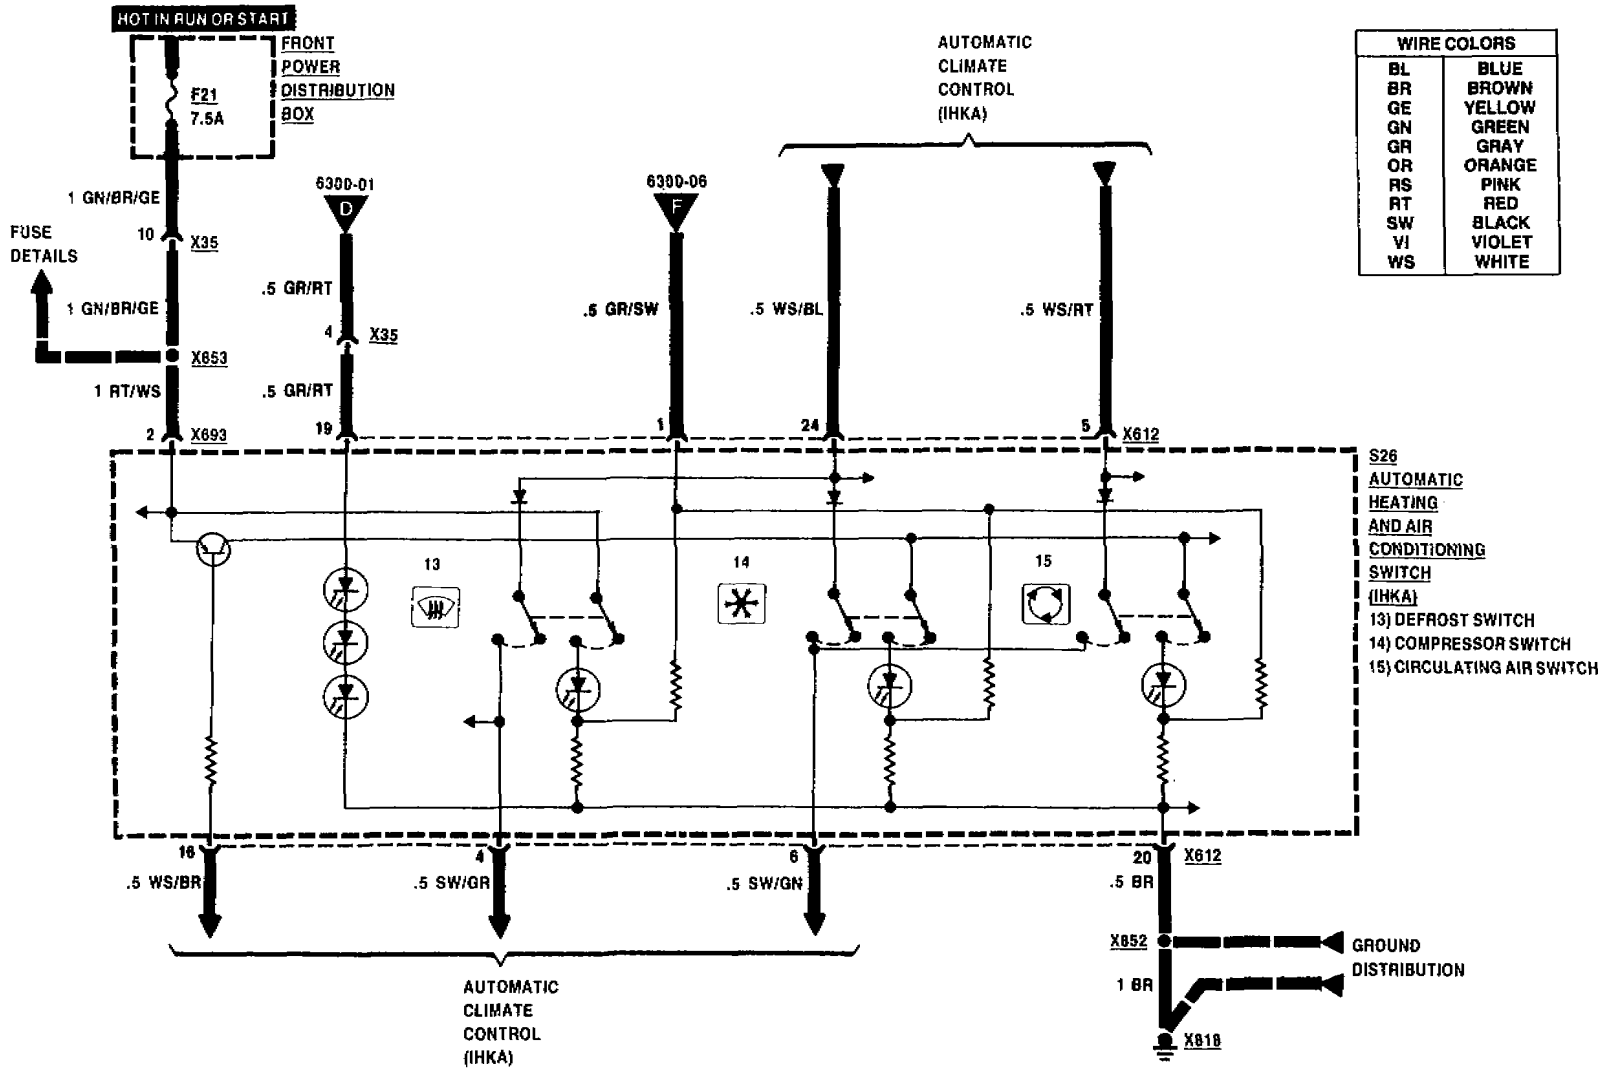 HOT IN RUN OR START
FRONT
POWER
DISTRIBUTION
BOX
F21
7.5A
1 GN/BR/GE
10
X35
FUSE
DETAILS
1 GN/BR/GE
X853
1 RT/WS
2
X693
6300-01
D
.5 GR/RT
4
X35
.5 GR/RT
19
6300-06
F
.5 GR/SW
1
AUTOMATIC
CLIMATE
CONTROL
(IHKA)
.5 WS/BL
24
.5 WS/RT
5
X612
WIRE COLORS
BL BLUE
BR BROWN
GE YELLOW
GN GREEN
GR GRAY
OR ORANGE
RS PINK
RT RED
SW BLACK
VI VIOLET
WS WHITE
S26
AUTOMATIC
HEATING
AND AIR
CONDITIONING
SWITCH
(IHKA)
13) DEFROST SWITCH
14) COMPRESSOR SWITCH
15) CIRCULATING AIR SWITCH
13
14
15
16
.5 WS/BR
4
.5 SW/GR
6
.5 SW/GN
20
X612
.5 BR
X852
1 BR
GROUND
DISTRIBUTION
X818
AUTOMATIC
CLIMATE
CONTROL
(IHKA)